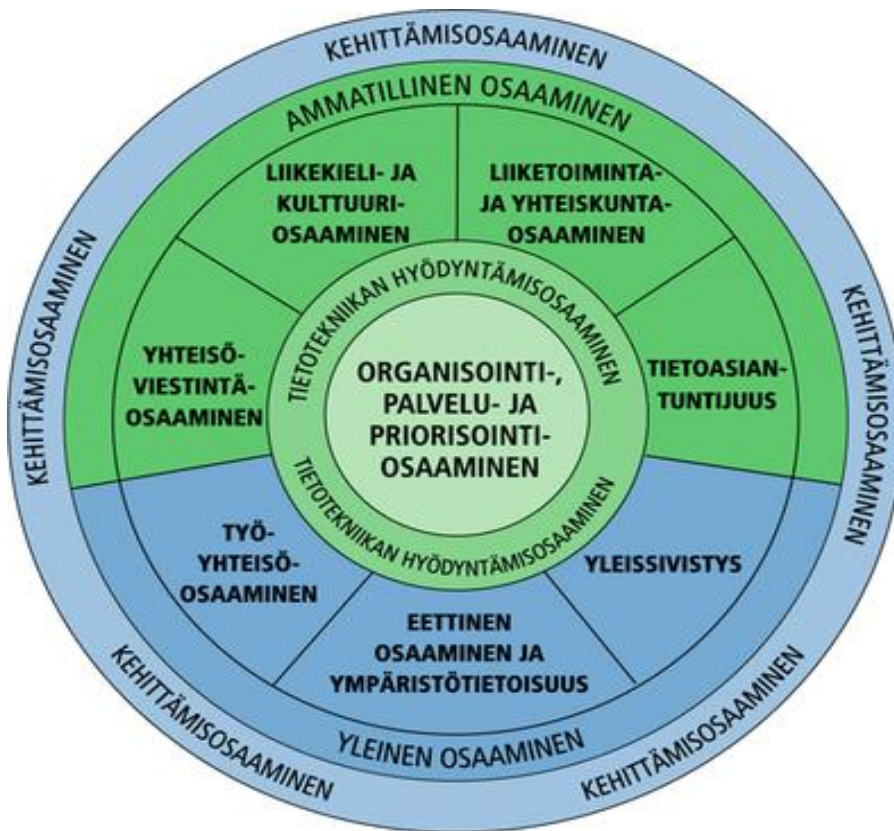 KEHITTÄMISOSAAMINEN
AMMATILLINEN OSAAMINEN
LIIKEKIELI- JA
KULTTUURI-
OSAAMINEN
LIIKETOIMINTA-
JA YHTEISKUNTA-
OSAAMINEN
KEHITTÄMISOSAAMINEN
KEHITTÄMISOSAAMINEN
YHTEISÖ-
VIESTINTÄ-
OSAAMINEN
TIETOTEKNIIKAN HYÖDYNTÄMISOSAAMINEN
ORGANISOINTI-,
PALVELU- JA
PRIORISOINTI-
OSAAMINEN
TIETOASIAN-
TUNTIJUUS
TIETOTEKNIIKAN HYÖDYNTÄMISOSAAMINEN
TYÖ-
YHTEISÖ-
OSAAMINEN
EETTINEN
OSAAMINEN JA
YMPÄRISTÖTIETOISUUS
YLEISSIVISTYS
YLEINEN OSAAMINEN
KEHITTÄMISOSAAMINEN
KEHITTÄMISOSAAMINEN